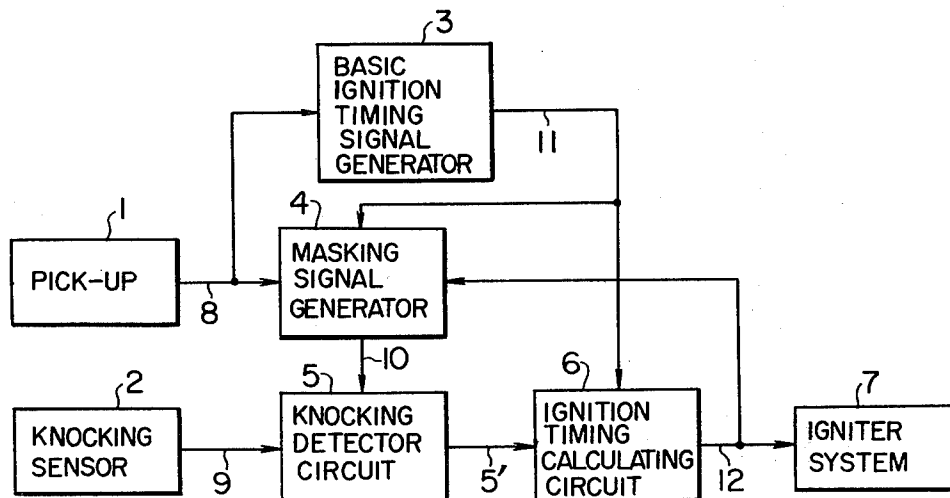 3
BASIC
IGNITION
TIMING
SIGNAL
GENERATOR
11
1
PICK-UP
8
4
MASKING
SIGNAL
GENERATOR
10
2
KNOCKING
SENSOR
9
5
KNOCKING
DETECTOR
CIRCUIT
5'
6
IGNITION
TIMING
CALCULATING
CIRCUIT
12
7
IGNITER
SYSTEM